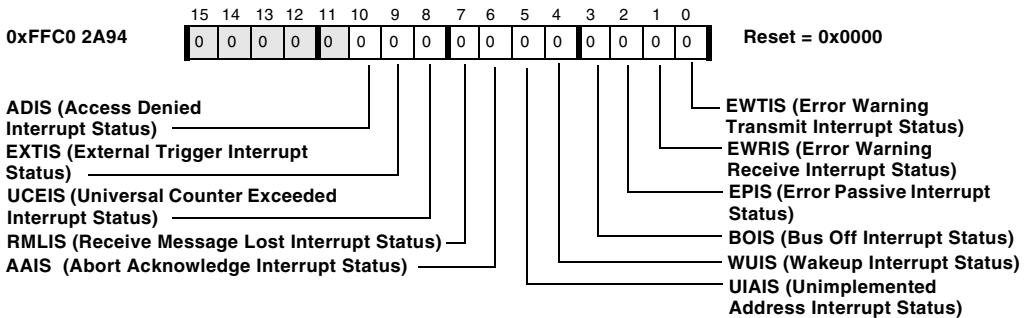 15 14 13 12 11 10 9 8 7 6 5 4 3 2 1 0
0xFFC0 2A94
0 0 0 0 0 0 0 0 0 0 0 0 0 0 0 0
Reset = 0x0000
ADIS (Access Denied
Interrupt Status)
EXTIS (External Trigger Interrupt
Status)
UCEIS (Universal Counter Exceeded
Interrupt Status)
RMLIS (Receive Message Lost Interrupt Status)
AAIS (Abort Acknowledge Interrupt Status)
EWTIS (Error Warning
Transmit Interrupt Status)
EWRIS (Error Warning
Receive Interrupt Status)
EPIS (Error Passive Interrupt
Status)
BOIS (Bus Off Interrupt Status)
WUIS (Wakeup Interrupt Status)
UIAIS (Unimplemented
Address Interrupt Status)